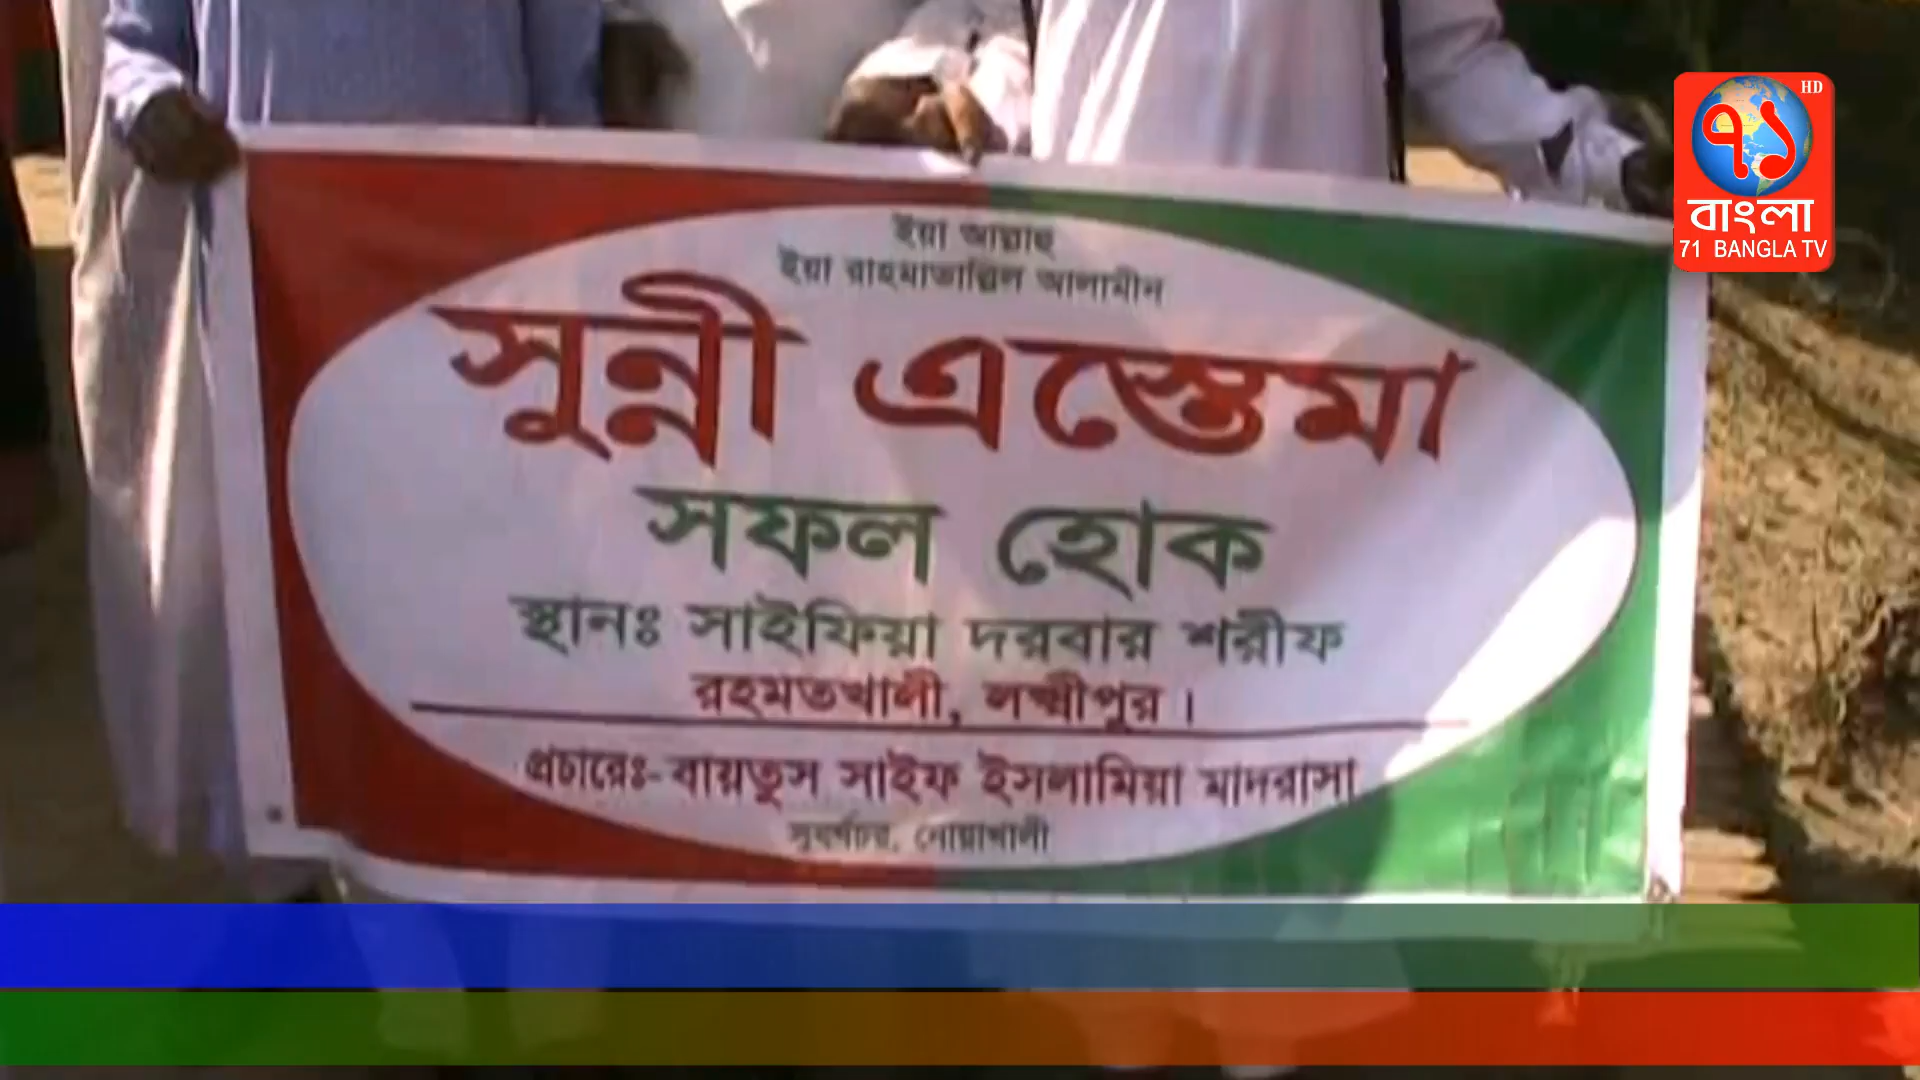 ইয়া আল্লাহু
ইয়া রাহমাতাল্লিল আলামীন
সুন্নী এস্তেমা
সফল হোক
স্থানঃ সাইফিয়া দরবার শরীফ
রহমতখালী, লক্ষ্মীপুর।
প্রচারেঃ- বায়তুস সাইফ ইসলামিয়া মাদরাসা
সুবর্ণচর, নোয়াখালী
HD
৭১
বাংলা
71 BANGLA TV